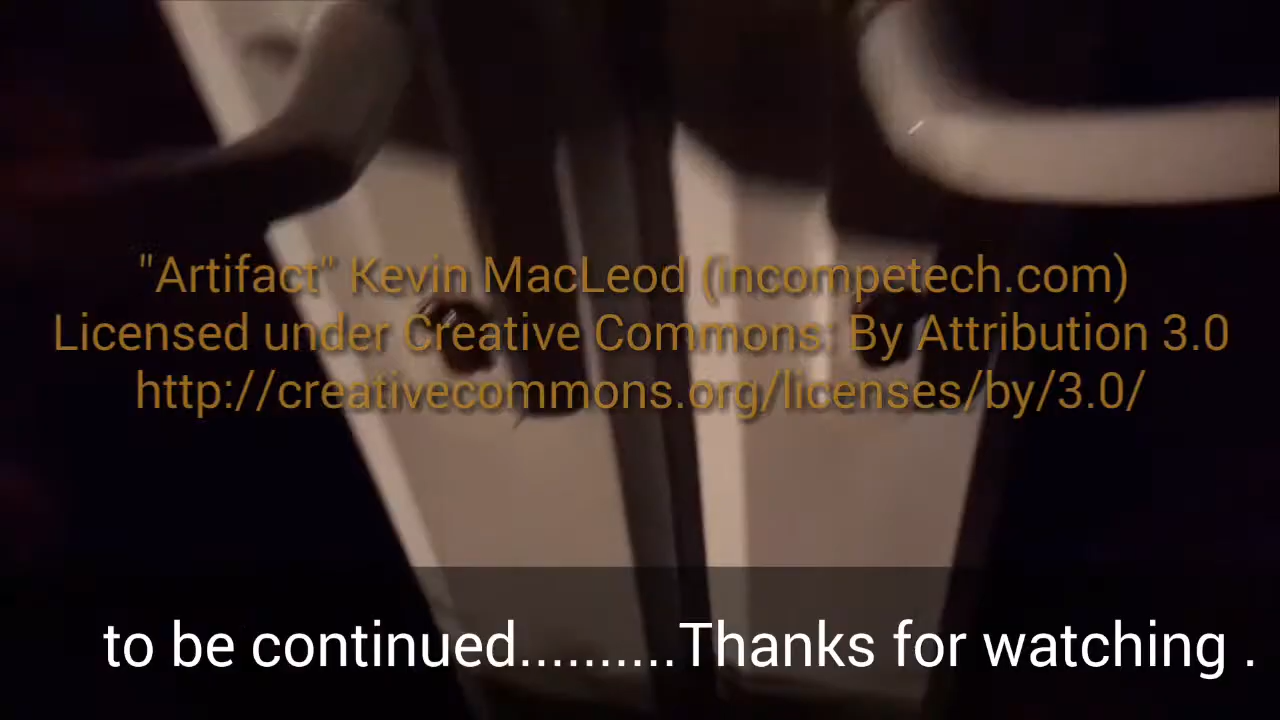 "Artifact" Kevin MacLeod (incompetech.com)
Licensed under Creative Commons: By Attribution 3.0
http://creativecommons.org/licenses/by/3.0/
to be continued..........Thanks for watching .